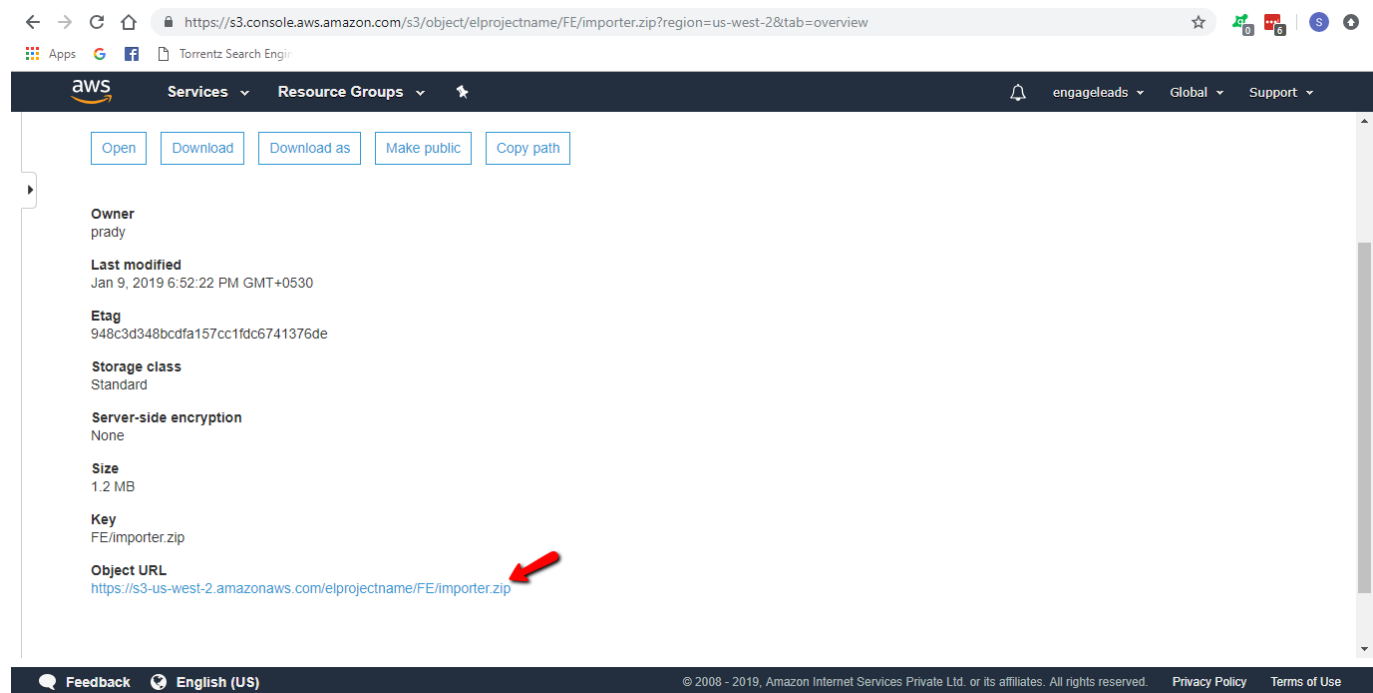 https://s3.console.aws.amazon.com/s3/object/elprojectname/FE/importer.zip?region=us-west-2&tab=overview
0
6
S
Apps
Torrentz Search Engin
aws
Services
Resource Groups
engageleads
Global
Support
Open
Download
Download as
Make public
Copy path
Owner
prady
Last modified
Jan 9, 2019 6:52:22 PM GMT+0530
Etag
948c3d348bcdfa157cc1fdc6741376de
Storage class
Standard
Server-side encryption
None
Size
1.2 MB
Key
FE/importer.zip
Object URL
https://s3-us-west-2.amazonaws.com/elprojectname/FE/importer.zip
Feedback
English (US)
© 2008 - 2019, Amazon Internet Services Private Ltd. or its affiliates. All rights reserved.
Privacy Policy
Terms of Use